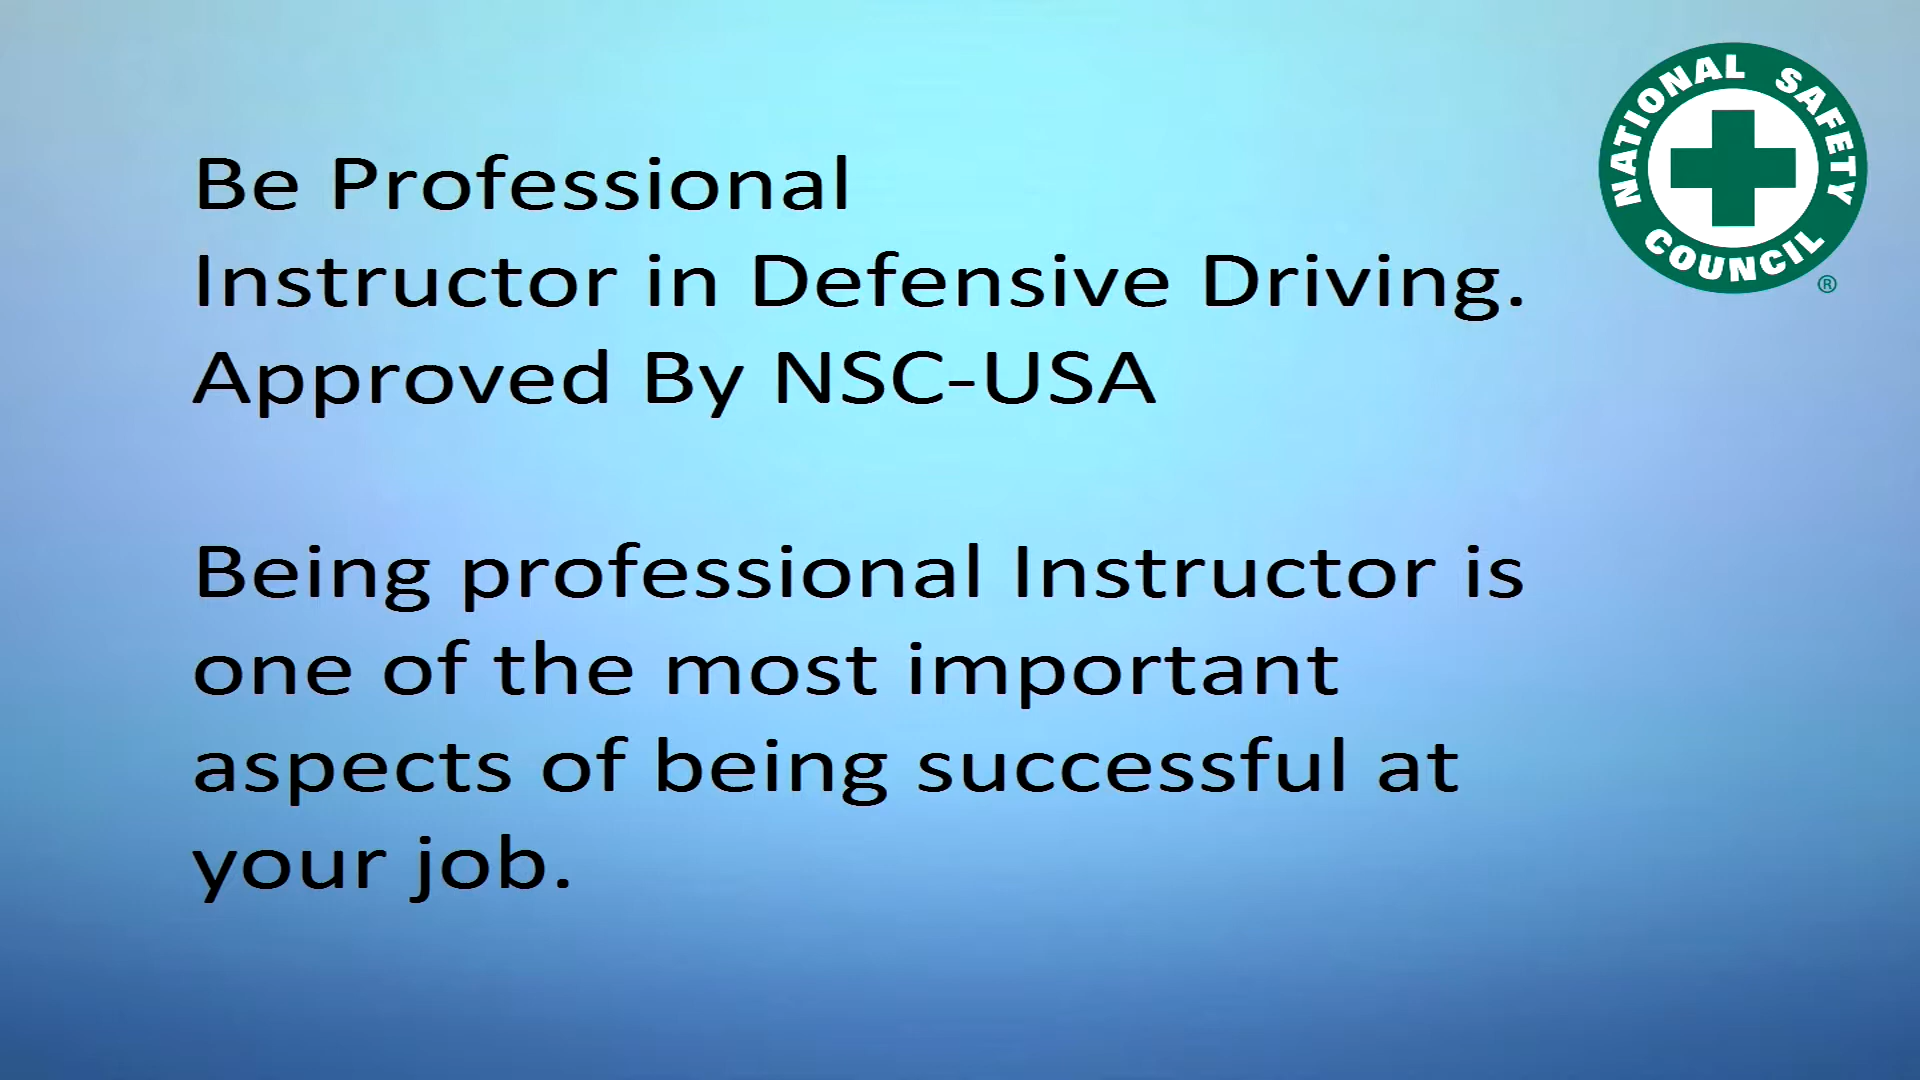 Be Professional
Instructor in Defensive Driving.
Approved By NSC-USA
Being professional Instructor is
one of the most important
aspects of being successful at
your job.
NATIONAL SAFETY
COUNCIL
®